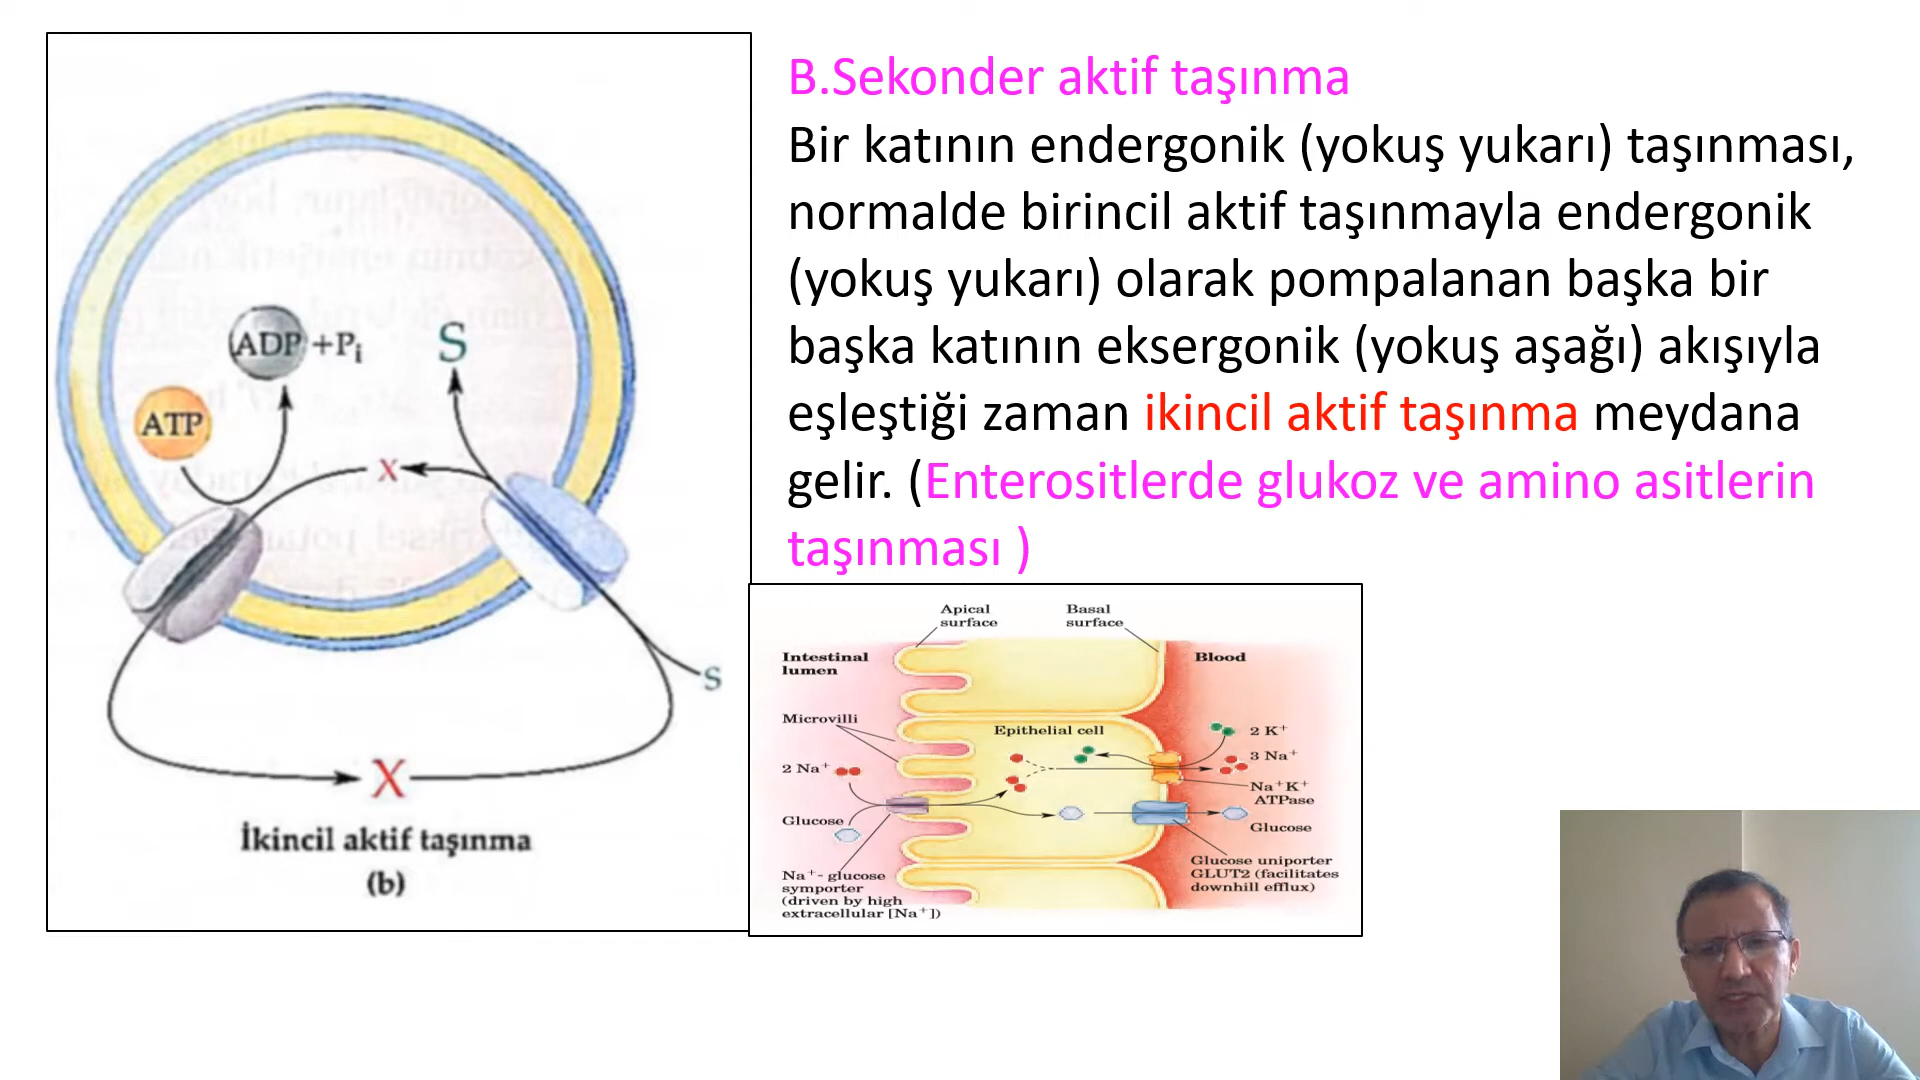 B.Sekonder aktif taşınma
Bir katının endergonik (yokuş yukarı) taşınması,
normalde birincil aktif taşınmayla endergonik
(yokuş yukarı) olarak pompalanan başka bir
başka katının eksergonik (yokuş aşağı) akışıyla
eşleştiği zaman ikincil aktif taşınma meydana
gelir. (Enterositlerde glukoz ve amino asitlerin
taşınması )
ADP +Pi
S
ATP
X
S
X
İkincil aktif taşınma
(b)
Apical
surface
Basal
surface
Intestinal
lumen
Blood
Microvilli
Epithelial cell
2 K+
3 Na+
2 Na+
Na+K+
ATPase
Glucose
Glucose
Glucose uniporter
GLUT2 (facilitates
downhill efflux)
Na+- glucose
symporter
(driven by high
extracellular [Na+])